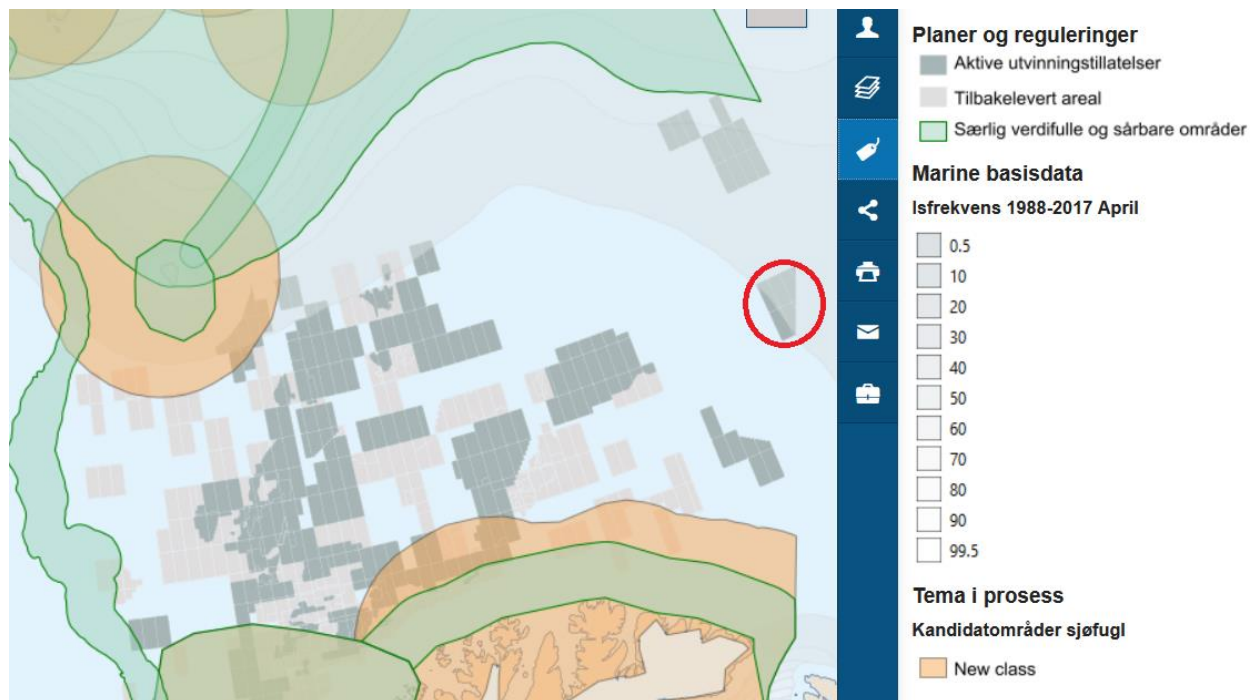 Planer og reguleringer
Aktive utvinningstillatelser
Tilbakelevert areal
Særlig verdifulle og sårbare områder
Marine basisdata
Isfrekvens 1988-2017 April
0.5
10
20
30
40
50
60
70
80
90
99.5
Tema i prosess
Kandidatområder sjøfugl
New class